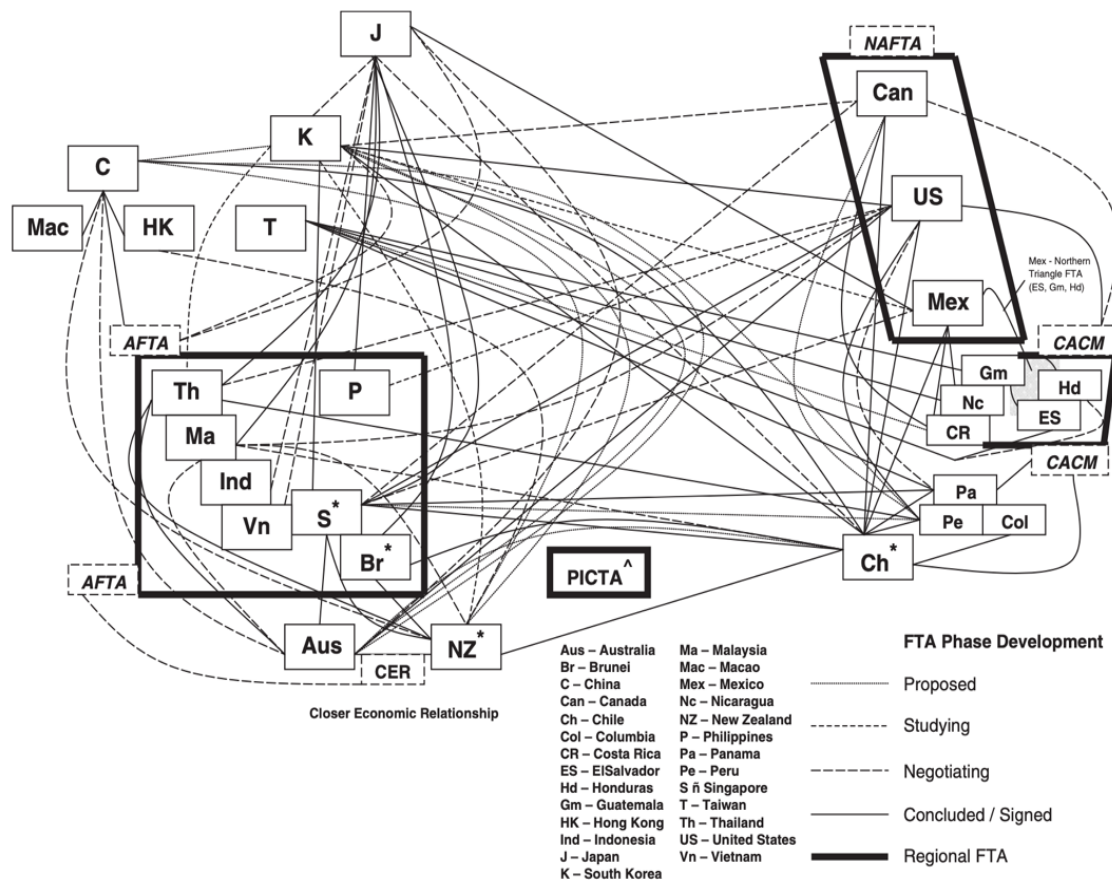 J
NAFTA
Can
K
C
US
Mac
HK
T
Mex - Northern
Triangle FTA
(ES, Gm, Hd)
Mex
AFTA
CACM
Th
P
Gm
Hd
Nc
ES
Ma
CR
CACM
Ind
Pa
S*
Vn
Pe
Col
Br*
Ch*
PICTA^
AFTA
Aus
NZ*
CER
Closer Economic Relationship
Aus – Australia
Br – Brunei
C – China
Can – Canada
Ch – Chile
Col – Columbia
CR – Costa Rica
ES – ElSalvador
Hd – Honduras
Gm – Guatemala
HK – Hong Kong
Ind – Indonesia
J – Japan
K – South Korea
Ma – Malaysia
Mac – Macao
Mex – Mexico
Nc – Nicaragua
NZ – New Zealand
P – Philippines
Pa – Panama
Pe – Peru
S ñ Singapore
T – Taiwan
Th – Thailand
US – United States
Vn – Vietnam
FTA Phase Development
Proposed
Studying
Negotiating
Concluded / Signed
Regional FTA